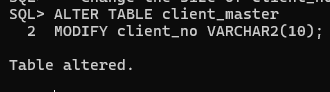 SQL> ALTER TABLE client_master
  2  MODIFY client_no VARCHAR2(10);
Table altered.